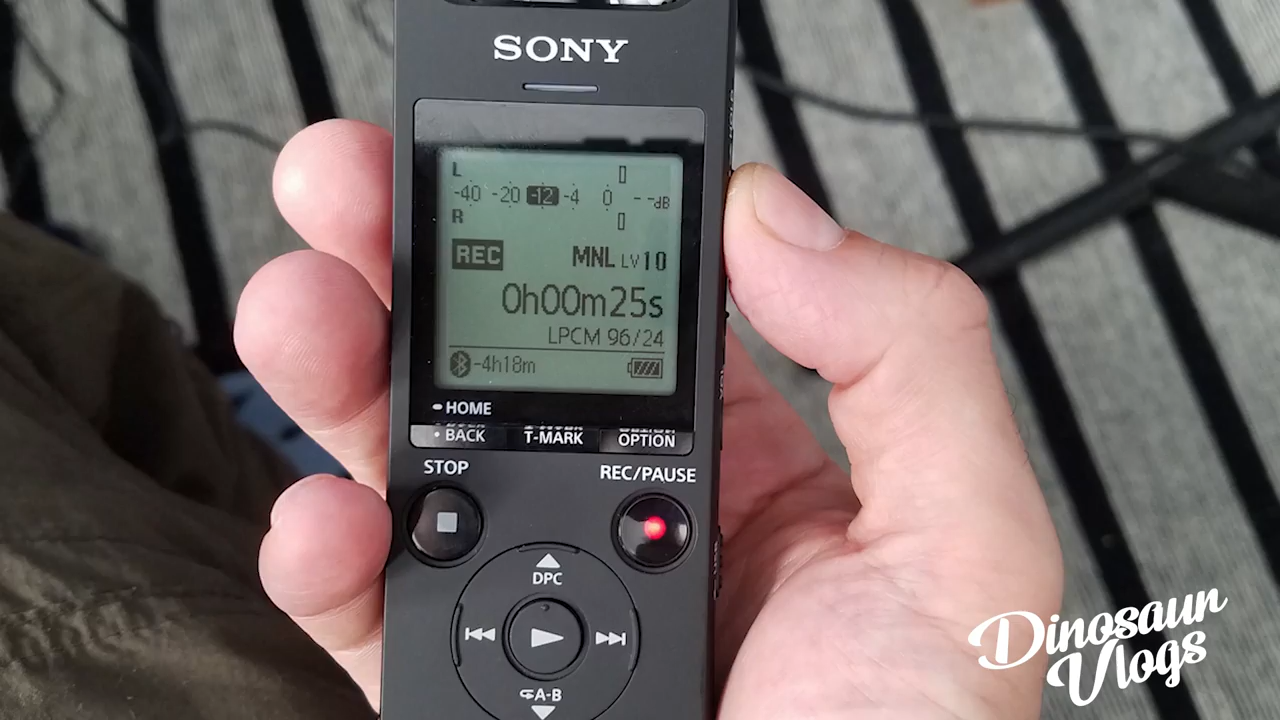 SONY
L
-40 -20 -12 -4 0 --dB
R
REC MNL LV10
0h00m25s
LPCM 96/24
-4h18m
HOME
• BACK T-MARK OPTION
STOP REC/PAUSE
DPC
A-B
Dinosaur
Vlogs